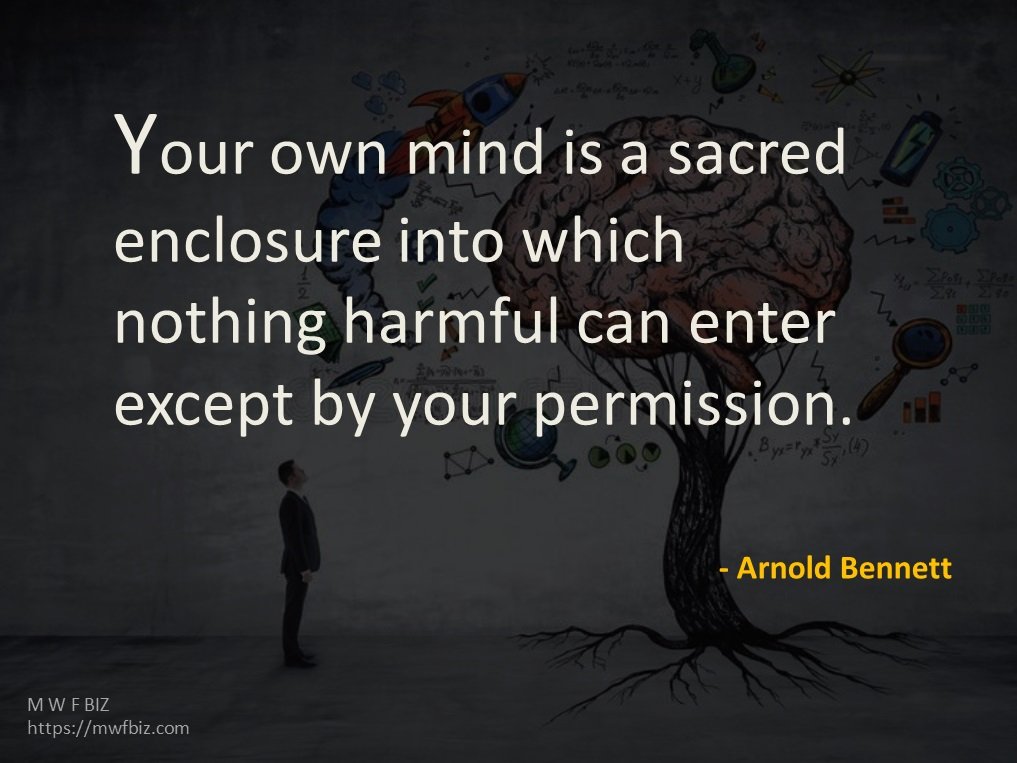 Your own mind is a sacred
enclosure into which
nothing harmful can enter
except by your permission.
- Arnold Bennett
M W F BIZ
https://mwfbiz.com